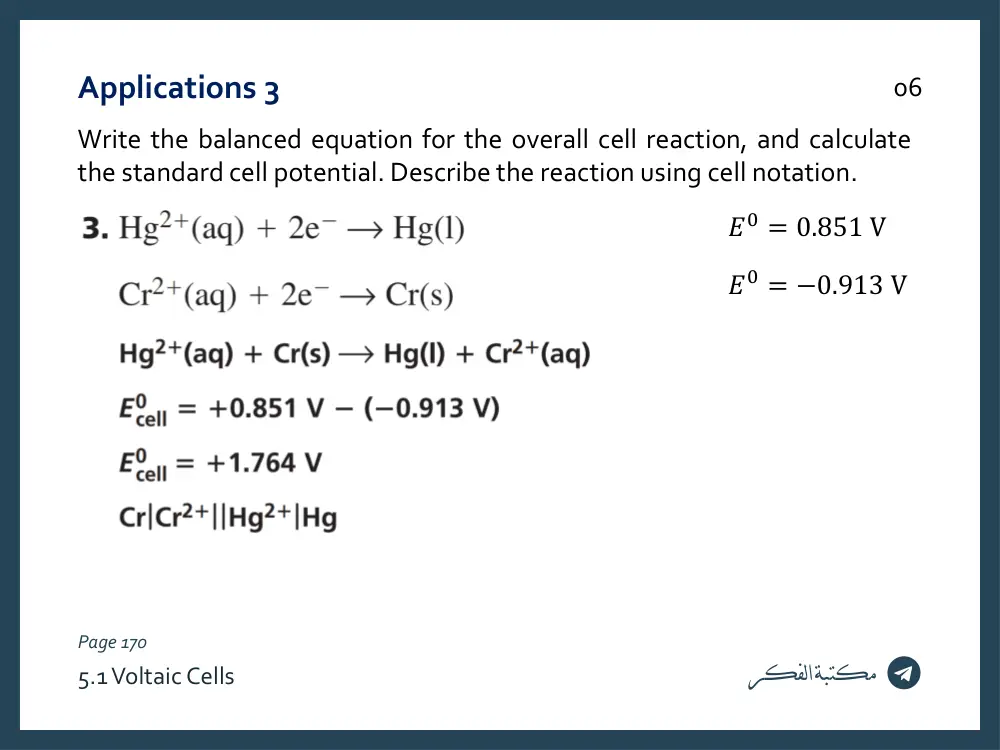 Applications 3
06
Write the balanced equation for the overall cell reaction, and calculate
the standard cell potential. Describe the reaction using cell notation.
3. Hg²⁺(aq) + 2e⁻ ⟶ Hg(l)
E⁰ = 0.851 V
Cr²⁺(aq) + 2e⁻ ⟶ Cr(s)
E⁰ = −0.913 V
Hg²⁺(aq) + Cr(s) ⟶ Hg(l) + Cr²⁺(aq)
E⁰cell = +0.851 V − (−0.913 V)
E⁰cell = +1.764 V
Cr|Cr²⁺||Hg²⁺|Hg
Page 170
5.1 Voltaic Cells
مكتبة الفكر